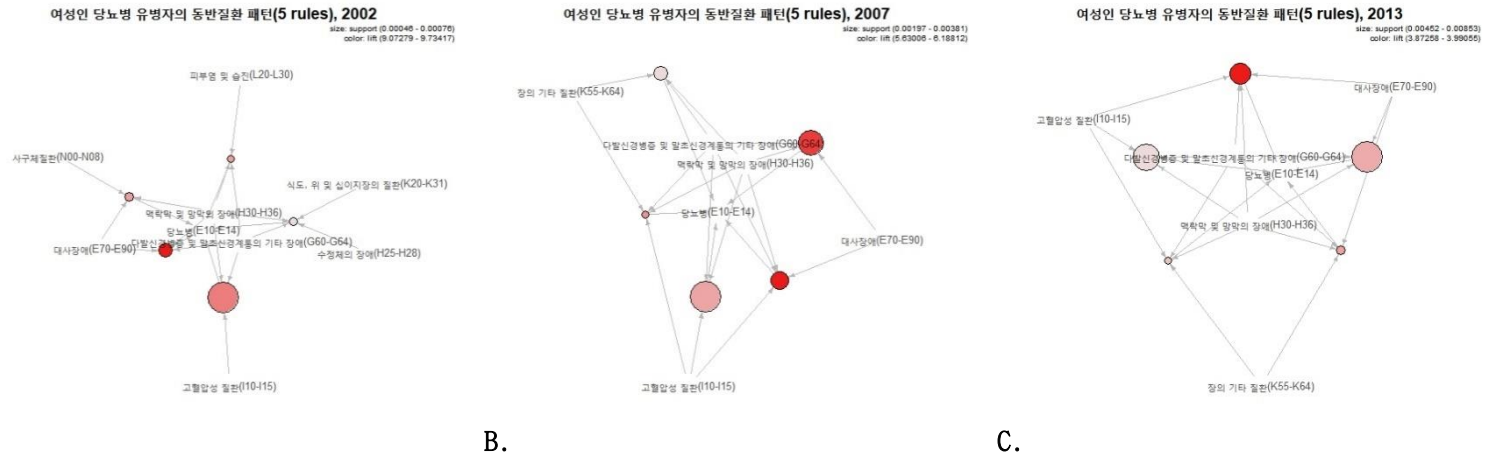 여성인 당뇨병 유병자의 동반질환 패턴(5 rules), 2002
size: support (0.00046 - 0.00076)
color: lift (9.07279 - 9.73417)
피부염 및 습진(L20-L30)
사구체질환(N00-N08)
식도, 위 및 십이지장의 질환(K20-K31)
맥락막 및 망막의 장애(H30-H36)
당뇨병(E10-E14)
다발신경병증 및 말초신경계통의 기타 장애(G60-G64)
대사장애(E70-E90)
수정체의 장애(H25-H28)
고혈압성 질환(I10-I15)
여성인 당뇨병 유병자의 동반질환 패턴(5 rules), 2007
size: support (0.00197 - 0.00381)
color: lift (5.63006 - 6.18812)
장의 기타 질환(K55-K64)
다발신경병증 및 말초신경계통의 기타 장애(G60-G64)
맥락막 및 망막의 장애(H30-H36)
당뇨병(E10-E14)
대사장애(E70-E90)
고혈압성 질환(I10-I15)
B.
여성인 당뇨병 유병자의 동반질환 패턴(5 rules), 2013
size: support (0.00452 - 0.00853)
color: lift (3.87258 - 3.99055)
대사장애(E70-E90)
고혈압성 질환(I10-I15)
다발신경병증 및 말초신경계통의 기타 장애(G60-G64)
당뇨병(E10-E14)
맥락막 및 망막의 장애(H30-H36)
장의 기타 질환(K55-K64)
C.